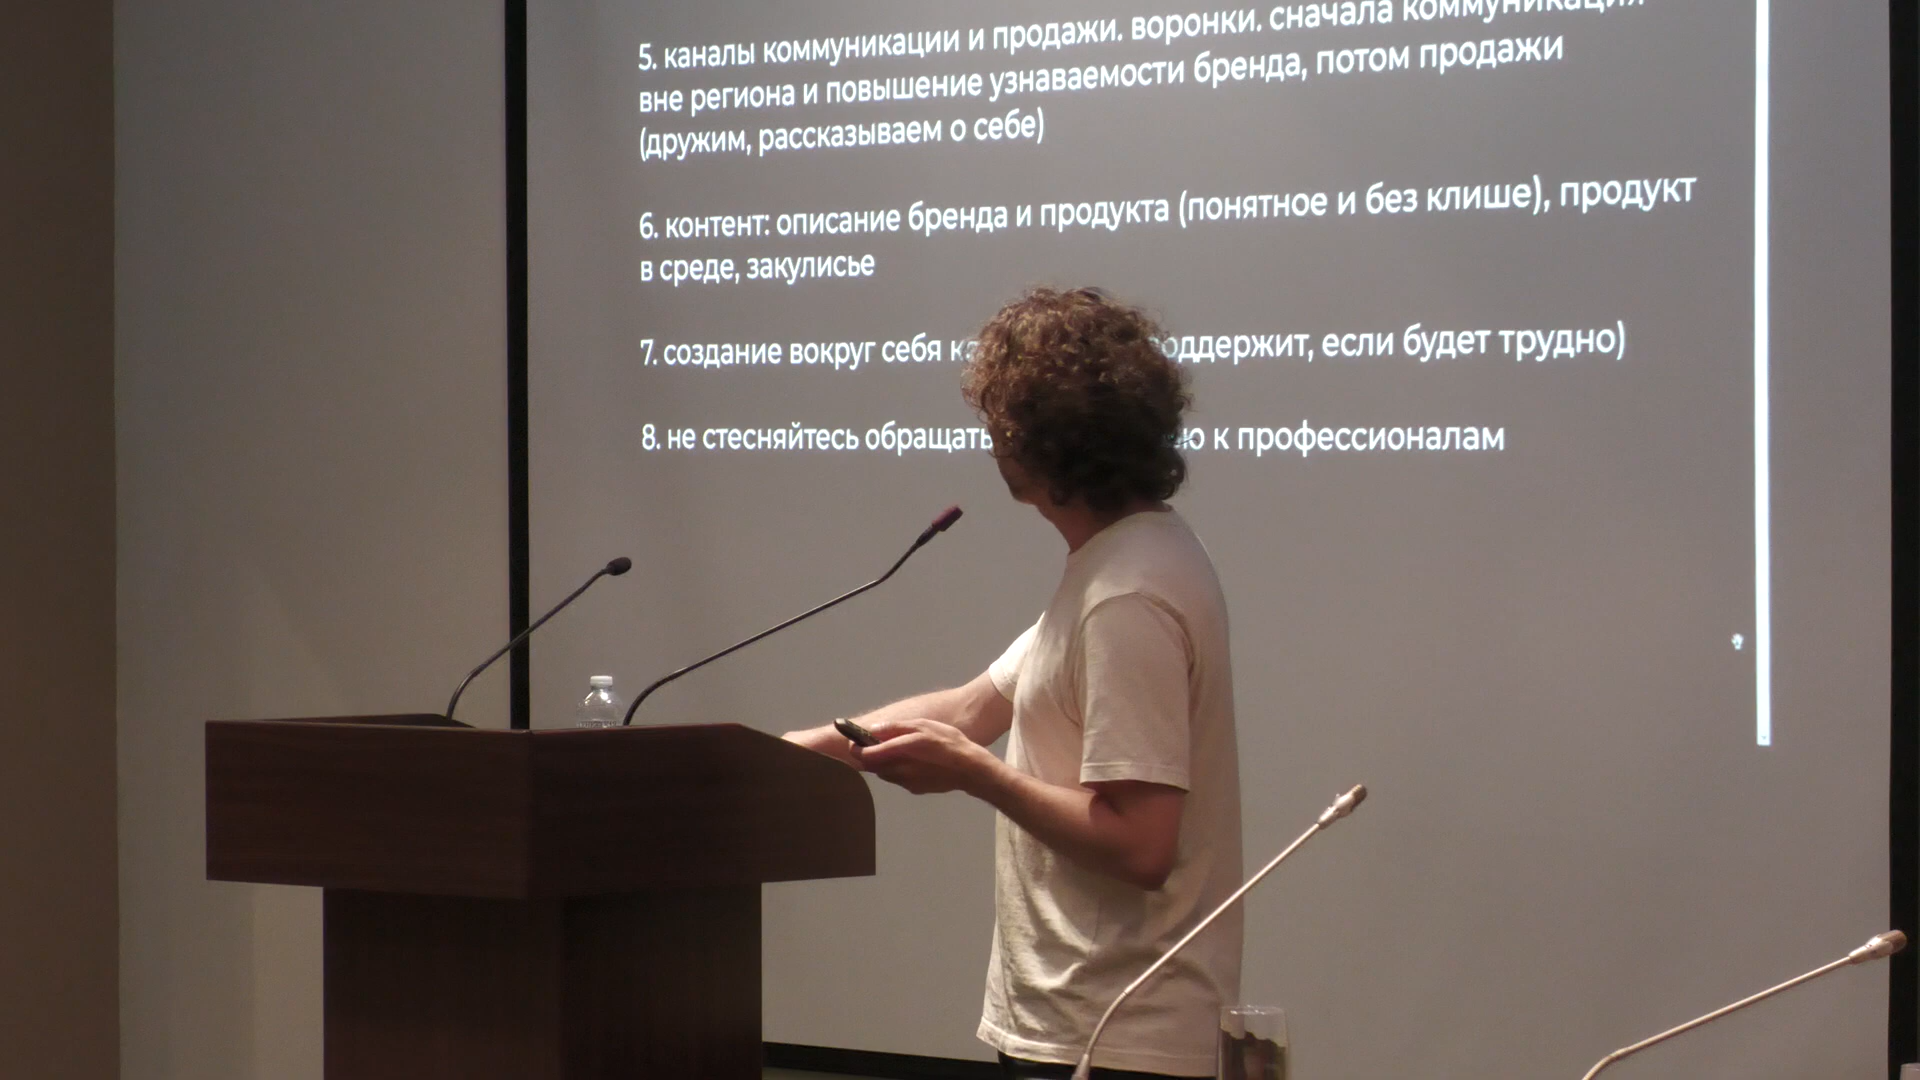 5. каналы коммуникации и продажи. воронки. сначала коммуникация
вне региона и повышение узнаваемости бренда, потом продажи
(дружим, рассказываем о себе)
6. контент: описание бренда и продукта (понятное и без клише), продукт
в среде, закулисье
7. создание вокруг себя если будет трудно)
8. не стесняйтесь к профессионалам